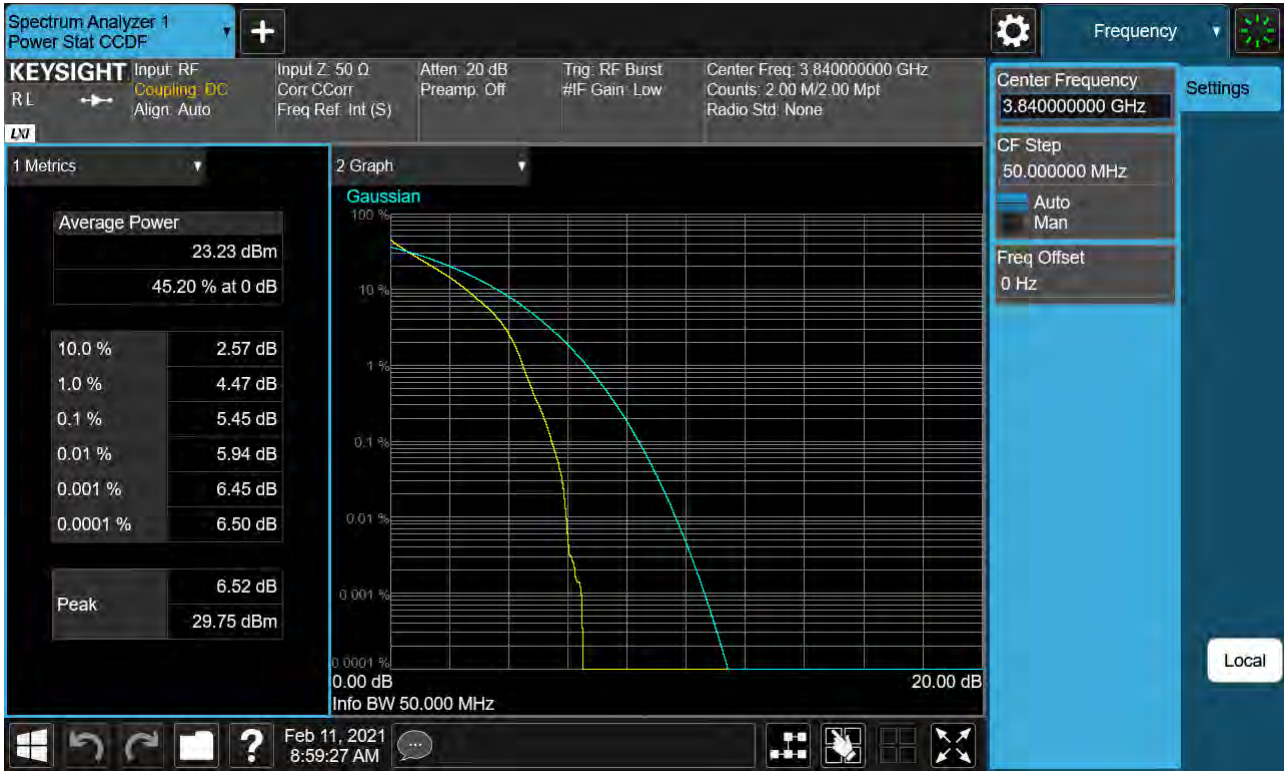 Spectrum Analyzer 1
Power Stat CCDF
+
Frequency
KEYSIGHT
RL
LXI
Input: RF
Coupling: DC
Align: Auto
Input Z: 50 Ω
Corr CCorr
Freq Ref: Int (S)
Atten: 20 dB
Preamp: Off
Trig: RF Burst
#IF Gain: Low
Center Freq: 3.840000000 GHz
Counts: 2.00 M/2.00 Mpt
Radio Std: None
Center Frequency
3.840000000 GHz
Settings
CF Step
50.000000 MHz
Auto
Man
Freq Offset
0 Hz
Local
1 Metrics
Average Power
23.23 dBm
45.20 % at 0 dB
10.0 % 2.57 dB
1.0 % 4.47 dB
0.1 % 5.45 dB
0.01 % 5.94 dB
0.001 % 6.45 dB
0.0001 % 6.50 dB
Peak
6.52 dB
29.75 dBm
2 Graph
Gaussian
100 %
10 %
1 %
0.1 %
0.01 %
0.001 %
0.0001 %
0.00 dB 20.00 dB
Info BW 50.000 MHz
?
Feb 11, 2021
8:59:27 AM